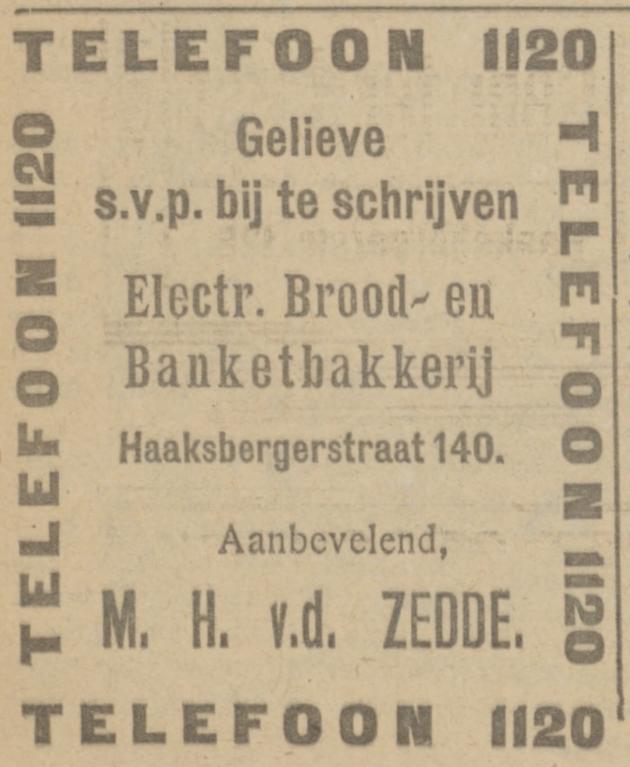 TELEFOON 1120
TELEFOON 1120
Gelieve
s.v.p. bij te schrijven
Electr. Brood- en
Banketbakkerij
Haaksbergerstraat 140.
Aanbevelend,
M. H. v.d. ZEDDE.
TELEFOON 1120
TELEFOON 1120